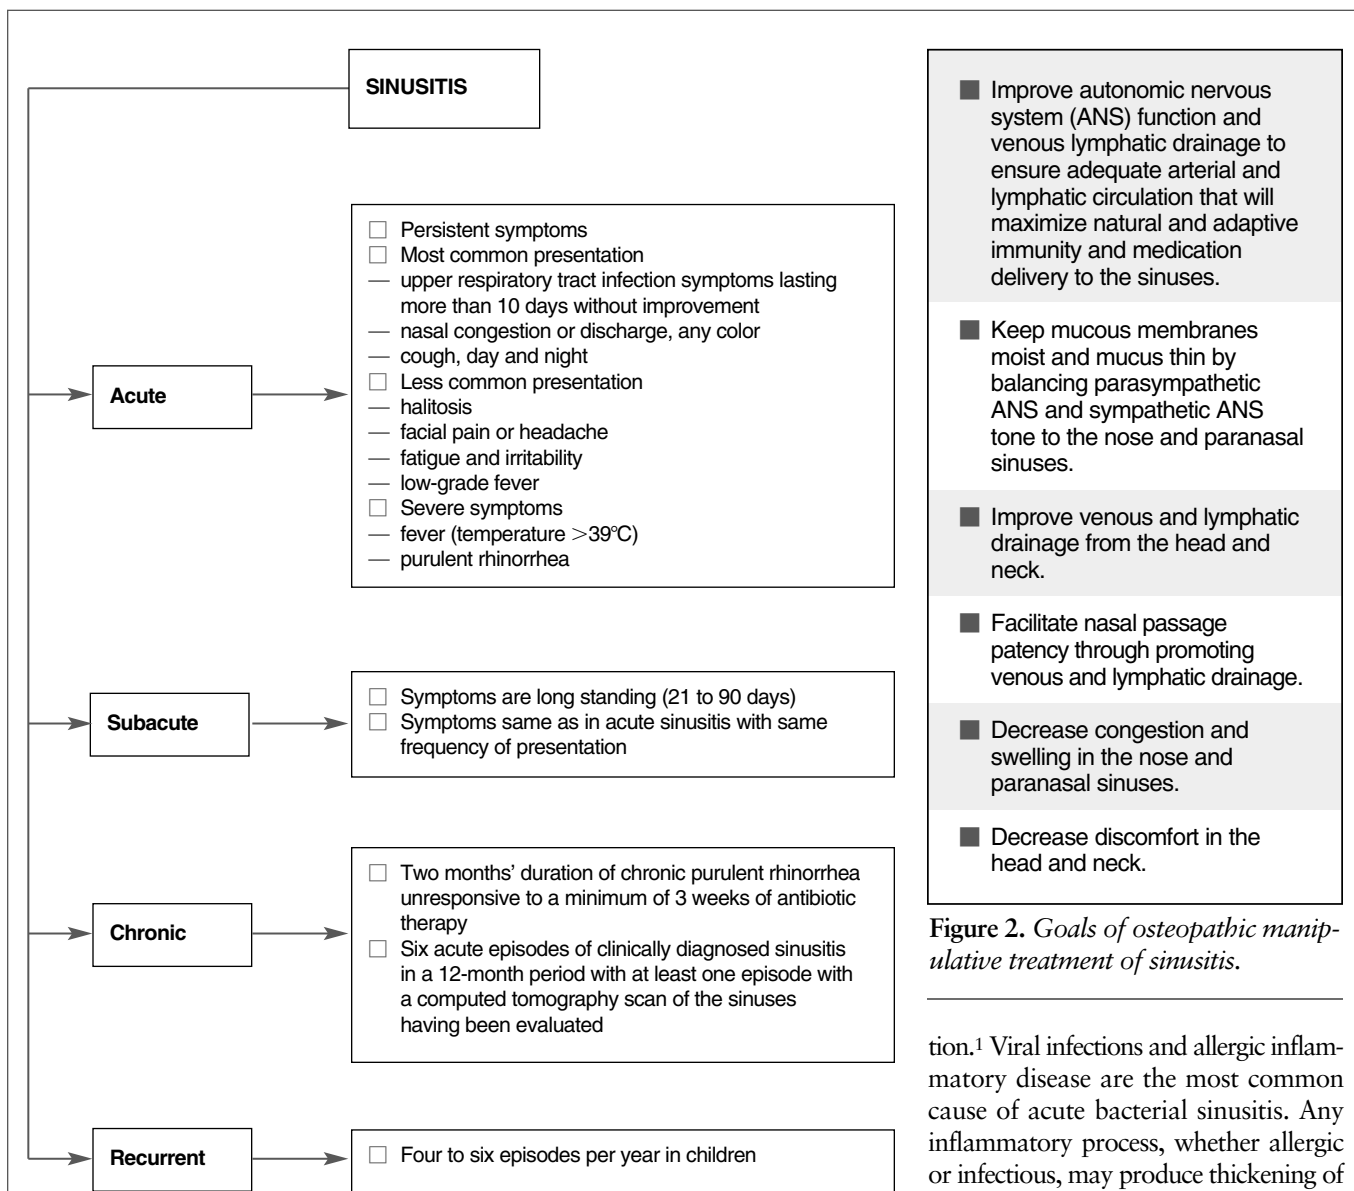 SINUSITIS
Acute
□ Persistent symptoms
□ Most common presentation
— upper respiratory tract infection symptoms lasting
more than 10 days without improvement
— nasal congestion or discharge, any color
— cough, day and night
□ Less common presentation
— halitosis
— facial pain or headache
— fatigue and irritability
— low-grade fever
□ Severe symptoms
— fever (temperature >39°C)
— purulent rhinorrhea
Subacute
□ Symptoms are long standing (21 to 90 days)
□ Symptoms same as in acute sinusitis with same
frequency of presentation
Chronic
□ Two months’ duration of chronic purulent rhinorrhea
unresponsive to a minimum of 3 weeks of antibiotic
therapy
□ Six acute episodes of clinically diagnosed sinusitis
in a 12-month period with at least one episode with
a computed tomography scan of the sinuses
having been evaluated
Recurrent
□ Four to six episodes per year in children
■ Improve autonomic nervous
system (ANS) function and
venous lymphatic drainage to
ensure adequate arterial and
lymphatic circulation that will
maximize natural and adaptive
immunity and medication
delivery to the sinuses.
■ Keep mucous membranes
moist and mucus thin by
balancing parasympathetic
ANS and sympathetic ANS
tone to the nose and paranasal
sinuses.
■ Improve venous and lymphatic
drainage from the head and
neck.
■ Facilitate nasal passage
patency through promoting
venous and lymphatic drainage.
■ Decrease congestion and
swelling in the nose and
paranasal sinuses.
■ Decrease discomfort in the
head and neck.
Figure 2. Goals of osteopathic manip-
ulative treatment of sinusitis.
tion.1 Viral infections and allergic inflam-
matory disease are the most common
cause of acute bacterial sinusitis. Any
inflammatory process, whether allergic
or infectious, may produce thickening of